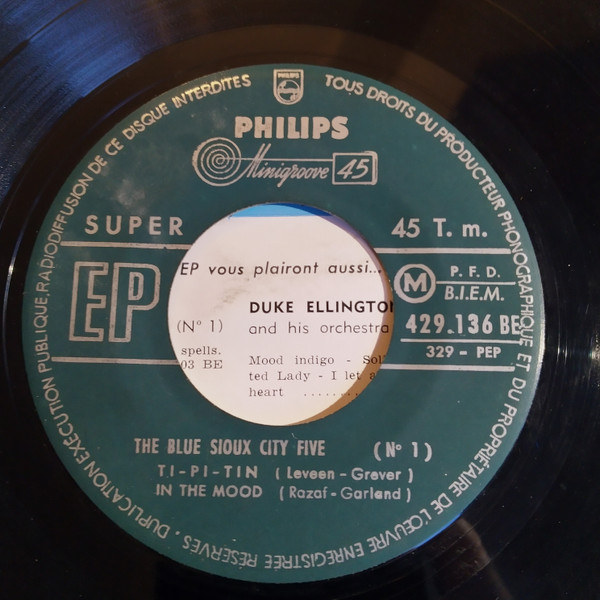 DUPLICATION EXÉCUTION PUBLIQUE, RADIODIFFUSION DE CE DISQUE INTERDITES
TOUS DROITS DU PRODUCTEUR PHONOGRAPHIQUE ET DU PROPRIÉTAIRE DE L'ŒUVRE ENREGISTRÉE RÉSERVÉS.
PHILIPS
PHILIPS
Minigroove 45
SUPER
EP
45 T. m.
M
P. F. D.
B.I.E.M.
429.136 BE
329 - PEP
EP vous plairont aussi...
DUKE ELLINGTON
(N° 1) and his orchestra
spells. Mood indigo - Sol
03 BE ted Lady - I let a
heart ........
THE BLUE SIOUX CITY FIVE (N° 1)
TI-PI-TIN (Leveen - Grever)
IN THE MOOD (Razaf - Garland)